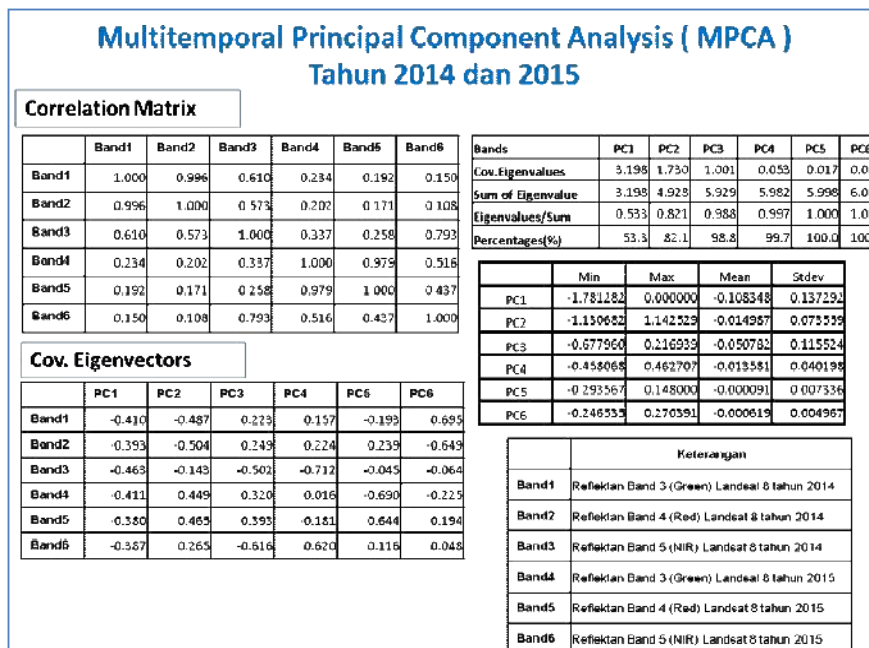 Multitemporal Principal Component Analysis ( MPCA )
Tahun 2014 dan 2015
Correlation Matrix
Band1 Band2 Band3 Band4 Band5 Band6
Band1 1.000 0.996 0.610 0.234 0.192 0.150
Band2 0.996 1.000 0.573 0.202 0.171 0.108
Band3 0.610 0.573 1.000 0.337 0.258 0.793
Band4 0.234 0.202 0.337 1.000 0.979 0.516
Band5 0.192 0.171 0.258 0.979 1.000 0.437
Band6 0.150 0.108 0.793 0.516 0.437 1.000
Cov. Eigenvectors
PC1 PC2 PC3 PC4 PC5 PC6
Band1 -0.410 -0.487 0.223 0.157 -0.193 0.695
Band2 -0.393 -0.504 0.249 0.224 0.239 -0.649
Band3 -0.463 -0.143 -0.502 -0.712 -0.045 -0.064
Band4 -0.411 0.449 0.320 0.016 -0.690 -0.225
Band5 -0.380 0.465 0.393 -0.181 0.644 0.194
Band6 -0.387 0.265 -0.616 0.620 0.116 0.048
Bands PC1 PC2 PC3 PC4 PC5
Cov.Eigenvalues 3.198 1.730 1.001 0.053 0.017 0.0
Sum of Eigenvalue 3.198 4.928 5.929 5.982 5.998 6.0
Eigenvalues/Sum 0.533 0.821 0.988 0.997 1.000 1.0
Percentages(%) 53.3 82.1 98.8 99.7 100.0 100
Min Max Mean Stdev
PC1 -1.781282 0.000000 -0.108348 0.137292
PC2 -1.150682 1.142529 -0.014987 0.073539
PC3 -0.677960 0.216939 -0.050782 0.115524
PC4 -0.458068 0.462707 -0.013581 0.040198
PC5 -0.293567 0.148000 -0.000091 0.007336
PC6 -0.246535 0.270391 -0.000619 0.004967
Keterangan
Band1 Reflektan Band 3 (Green) Landsat 8 tahun 2014
Band2 Reflektan Band 4 (Red) Landsat 8 tahun 2014
Band3 Reflektan Band 5 (NIR) Landsat 8 tahun 2014
Band4 Reflektan Band 3 (Green) Landsat 8 tahun 2015
Band5 Reflektan Band 4 (Red) Landsat 8 tahun 2015
Band6 Reflektan Band 5 (NIR) Landsat 8 tahun 2015